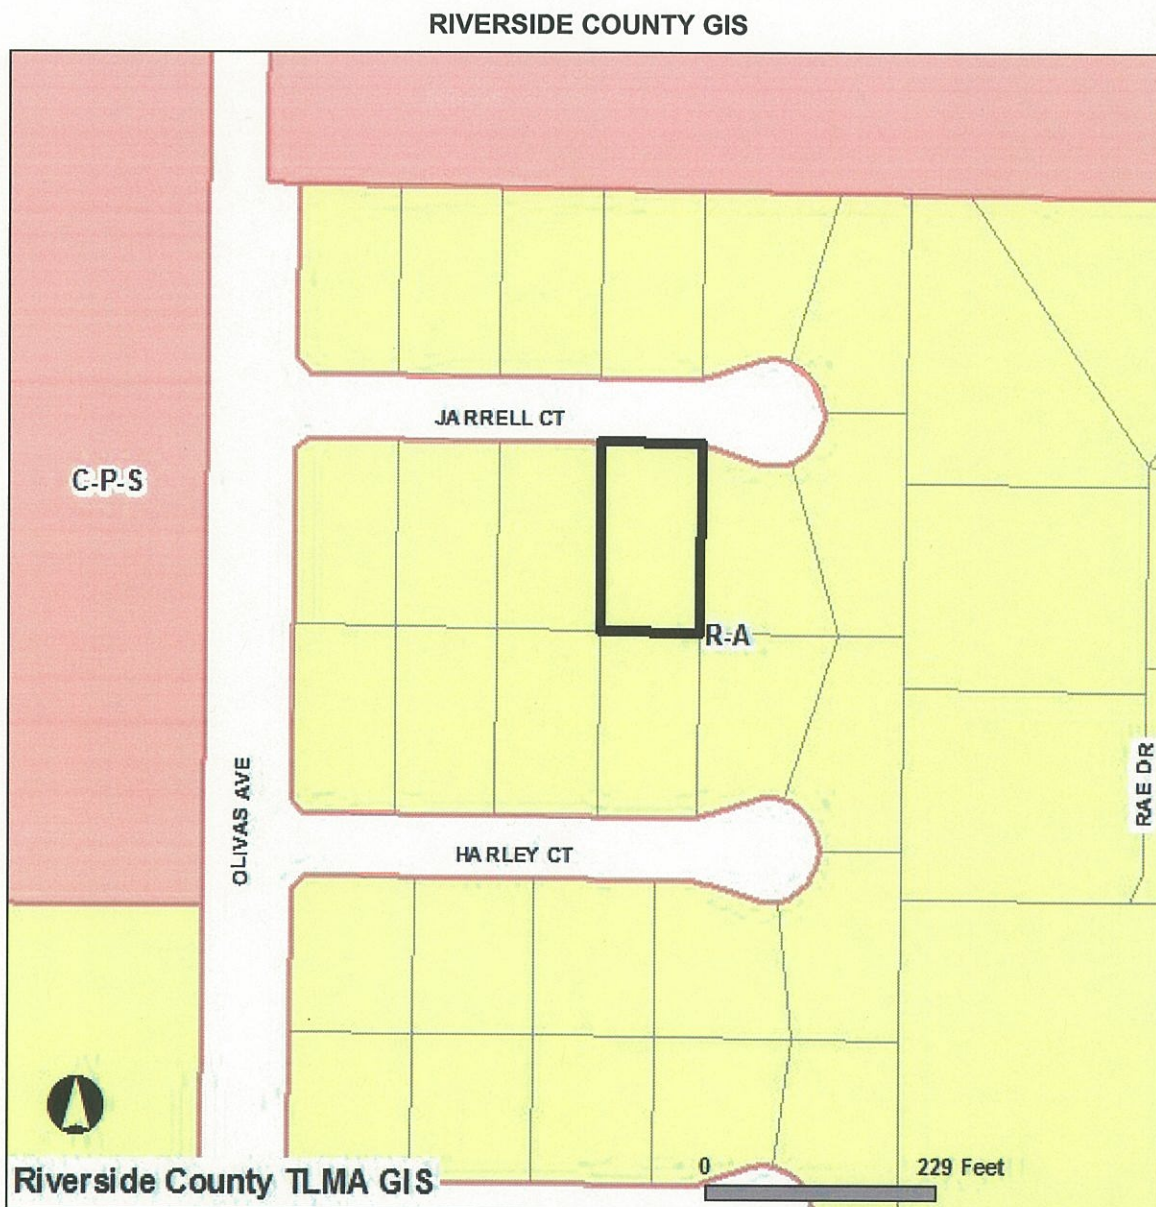 RIVERSIDE COUNTY GIS
JARRELL CT
C-P-S
R-A
OLIVAS AVE
RAE DR
HARLEY CT
0 229 Feet
Riverside County TLMA GIS